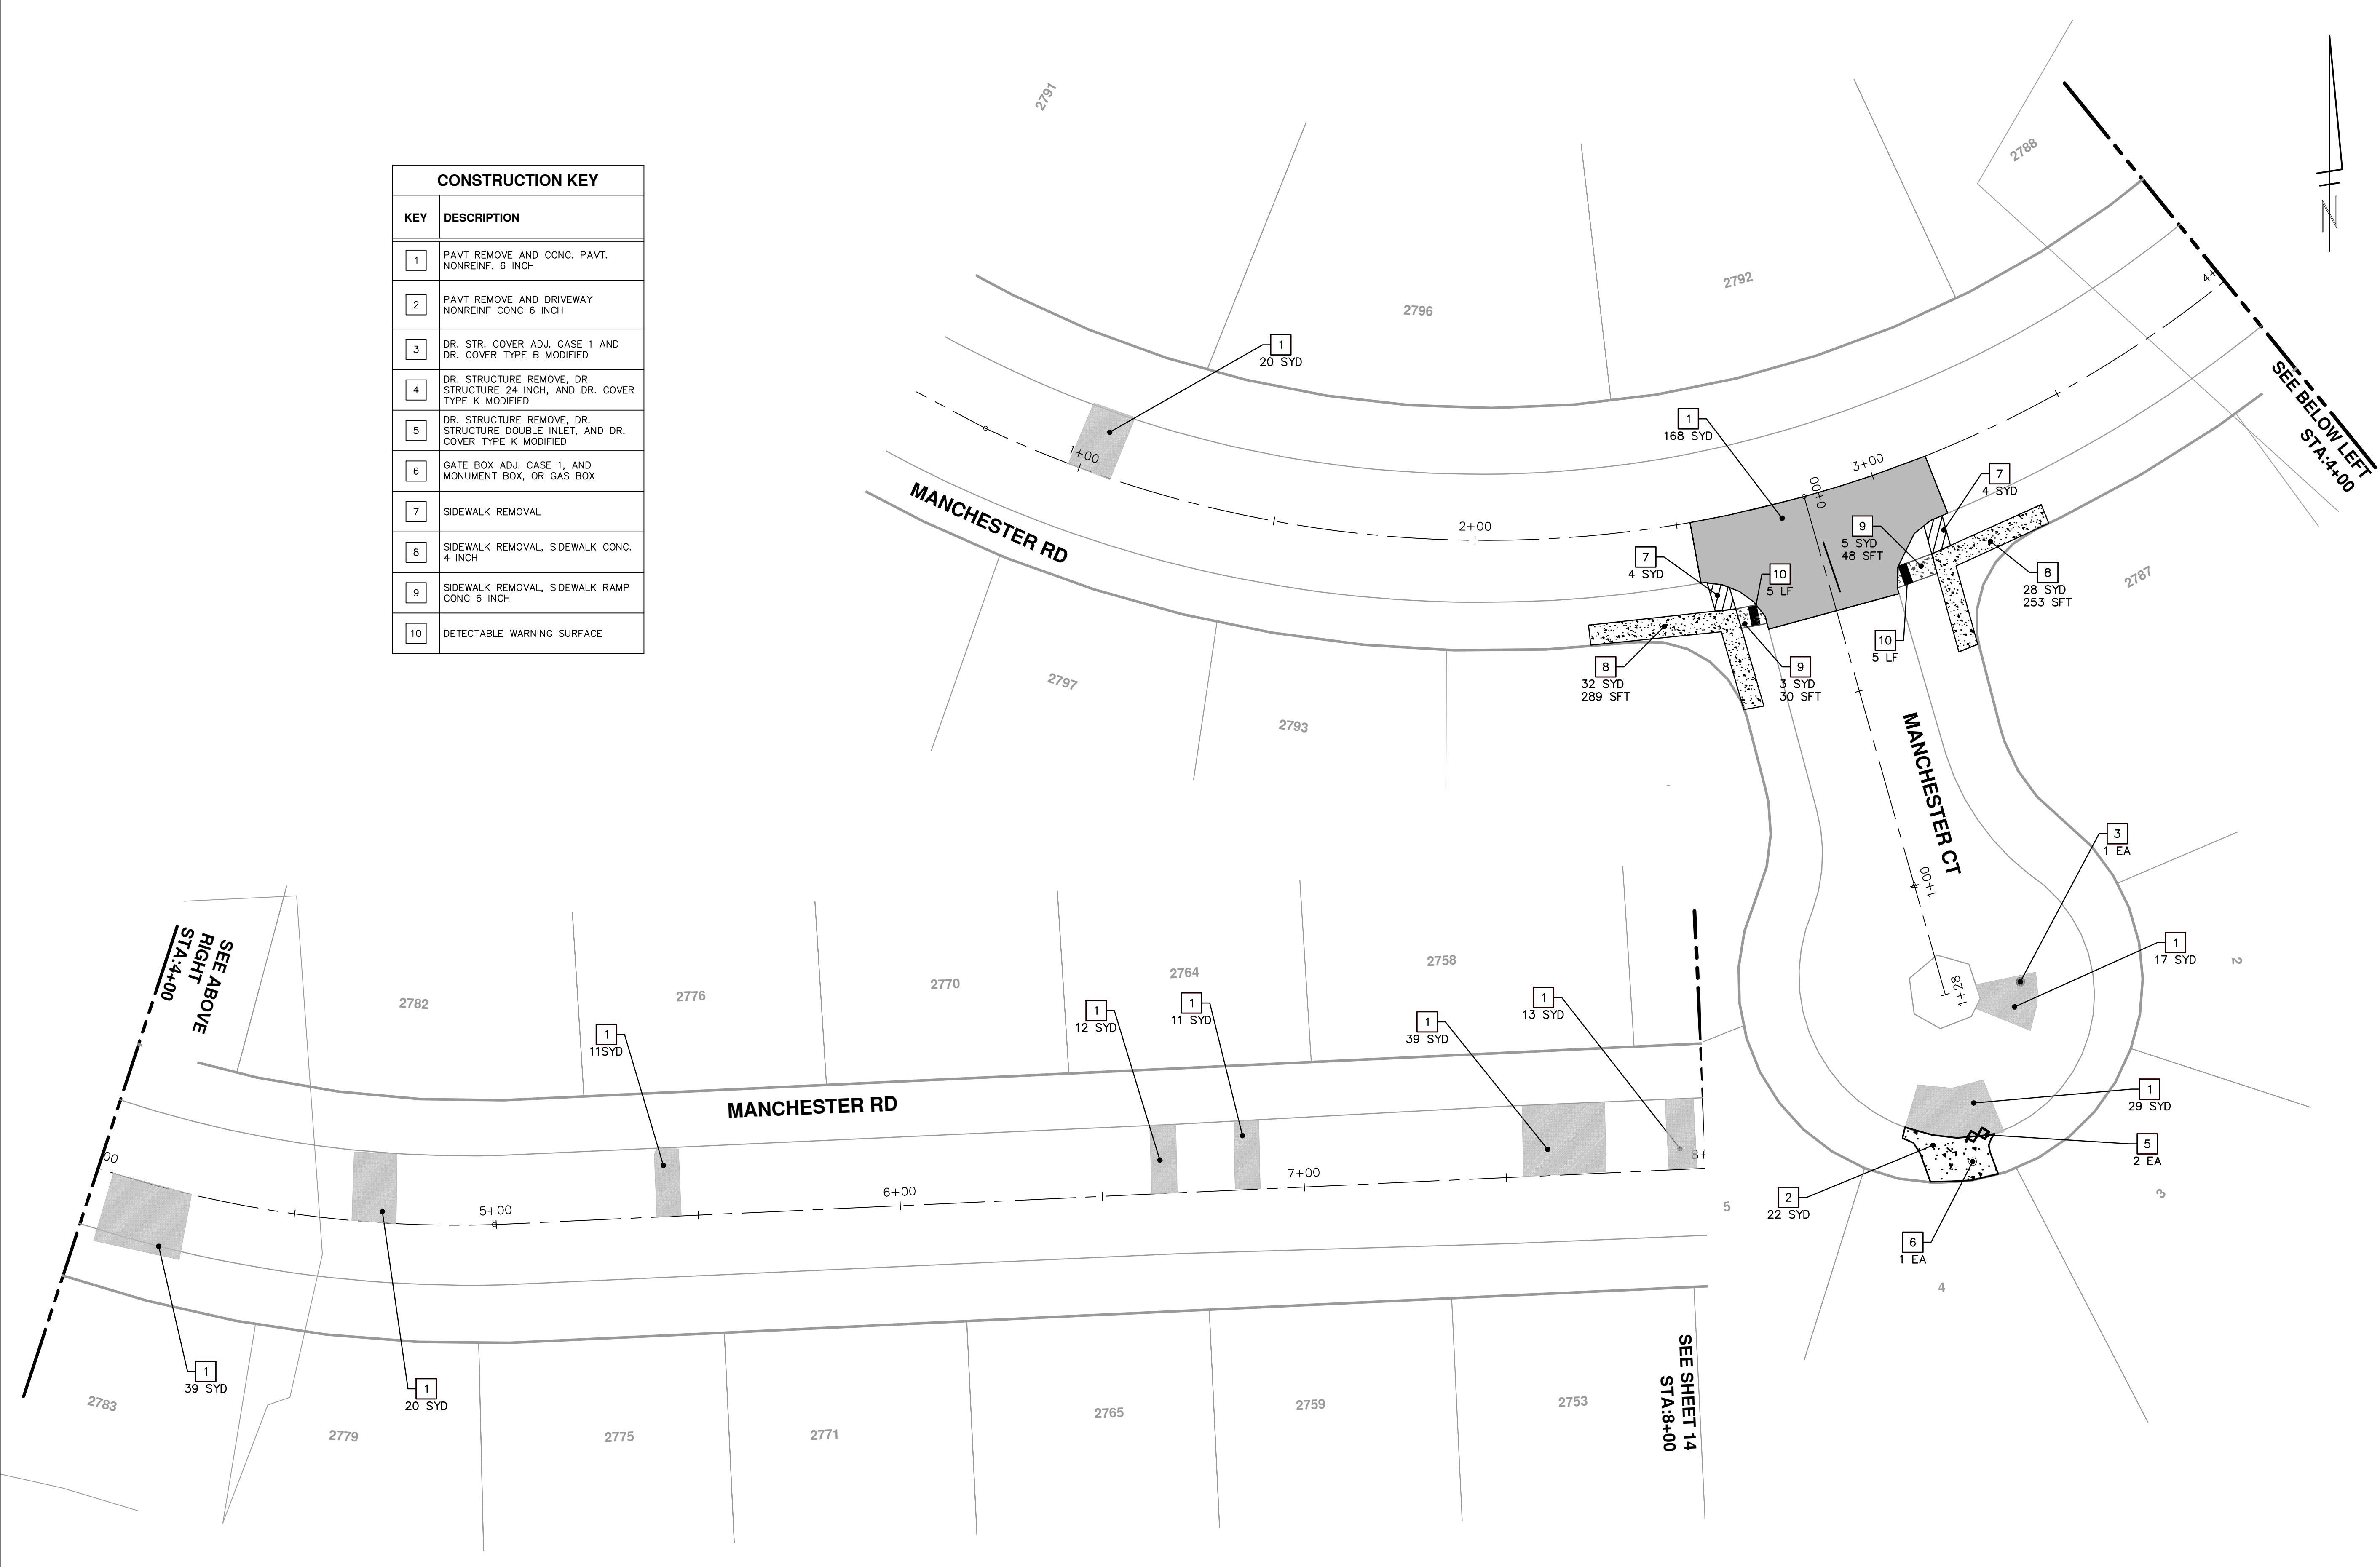 2791
2788
N
CONSTRUCTION KEY
KEY DESCRIPTION
1 PAVT REMOVE AND CONC. PAVT.
NONREINF. 6 INCH
2 PAVT REMOVE AND DRIVEWAY
NONREINF CONC 6 INCH
3 DR. STR. COVER ADJ. CASE 1 AND
DR. COVER TYPE B MODIFIED
4 DR. STRUCTURE REMOVE, DR.
STRUCTURE 24 INCH, AND DR. COVER
TYPE K MODIFIED
5 DR. STRUCTURE REMOVE, DR.
STRUCTURE DOUBLE INLET, AND DR.
COVER TYPE K MODIFIED
6 GATE BOX ADJ. CASE 1, AND
MONUMENT BOX, OR GAS BOX
7 SIDEWALK REMOVAL
8 SIDEWALK REMOVAL, SIDEWALK CONC.
4 INCH
9 SIDEWALK REMOVAL, SIDEWALK RAMP
CONC 6 INCH
10 DETECTABLE WARNING SURFACE
2796
2792
4+
1
20 SYD
SEE BELOW LEFT
STA:4+00
1
168 SYD
1+00
2+00
0+00
3+00
MANCHESTER RD
7
4 SYD
9
5 SYD
48 SFT
7
4 SYD
10
5 LF
8
28 SYD
253 SFT
2787
10
5 LF
8
32 SYD
289 SFT
9
3 SYD
30 SFT
2797
2793
MANCHESTER CT
1+00
1+28
3
1 EA
1
17 SYD
2
1
29 SYD
5
2 EA
2
22 SYD
6
1 EA
3
4
5
SEE ABOVE
RIGHT
STA:4+00
2782
2776
2770
2764
2758
1
11SYD
1
12 SYD
1
11 SYD
1
39 SYD
1
13 SYD
MANCHESTER RD
00
5+00
6+00
7+00
8+
1
39 SYD
1
20 SYD
2783
2779
2775
2771
2765
2759
2753
SEE SHEET 14
STA:8+00